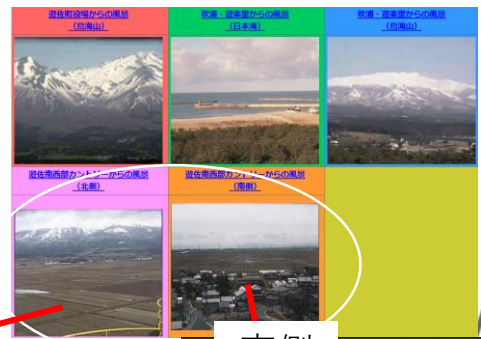 遊佐町役場からの風景
(鳥海山)
吹浦・遊楽里からの風景
(日本海)
吹浦・遊楽里からの風景
(鳥海山)
遊佐南西部カントリーからの風景
(北側)
遊佐南西部カントリーからの風景
(南側)